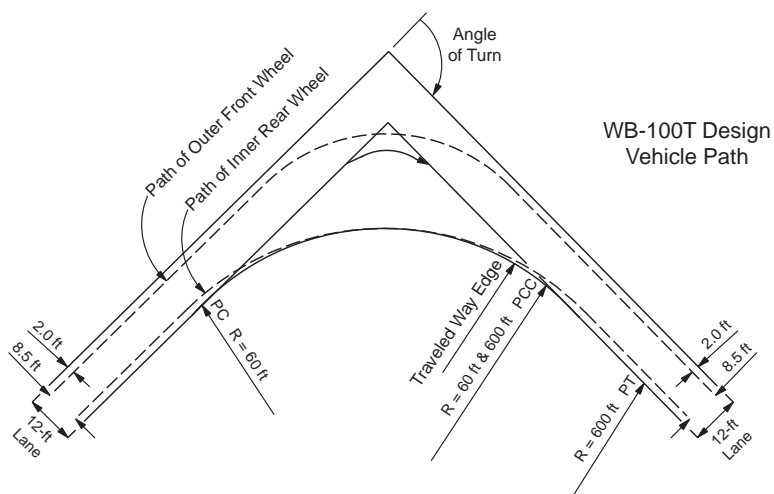 Angle
of Turn
WB-100T Design
Vehicle Path
Path of Outer Front Wheel
Path of Inner Rear Wheel
2.0 ft
8.5 ft
12-ft
Lane
PC
R = 60 ft
Traveled Way Edge
R = 60 ft & 600 ft PCC
R = 600 ft PT
2.0 ft
8.5 ft
12-ft
Lane